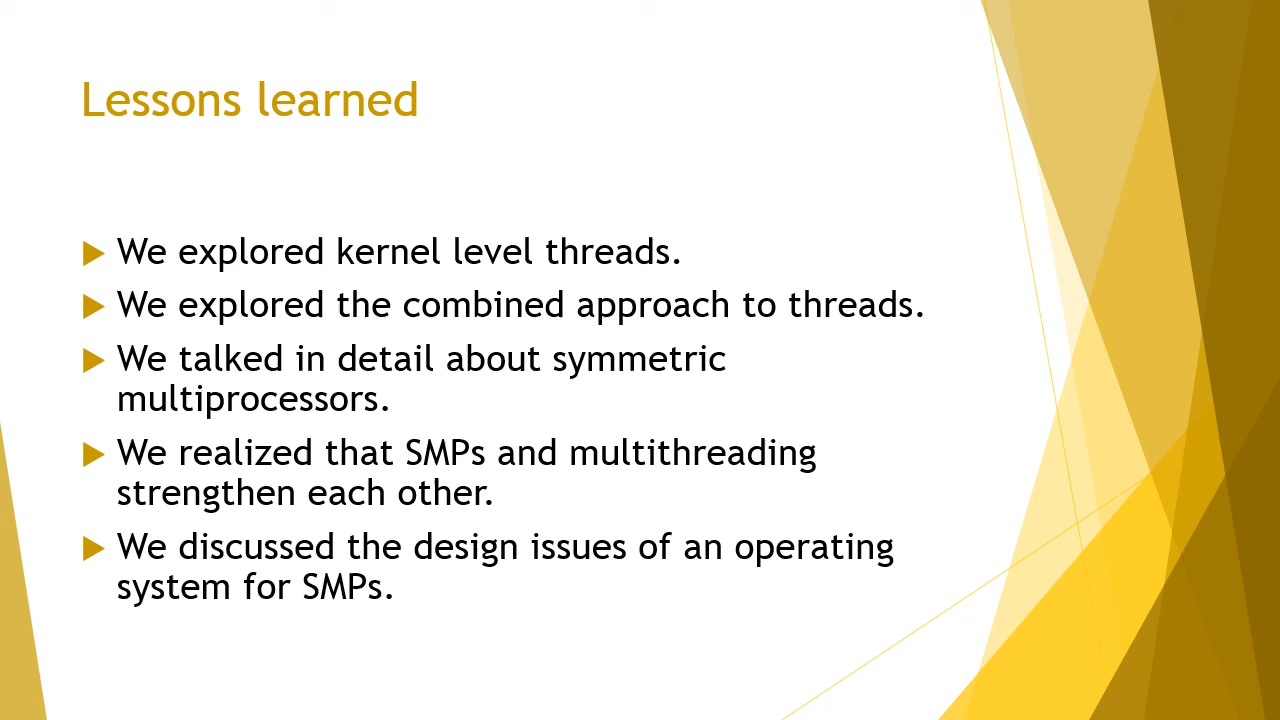 Lessons learned
We explored kernel level threads.
We explored the combined approach to threads.
We talked in detail about symmetric
multiprocessors.
We realized that SMPs and multithreading
strengthen each other.
We discussed the design issues of an operating
system for SMPs.